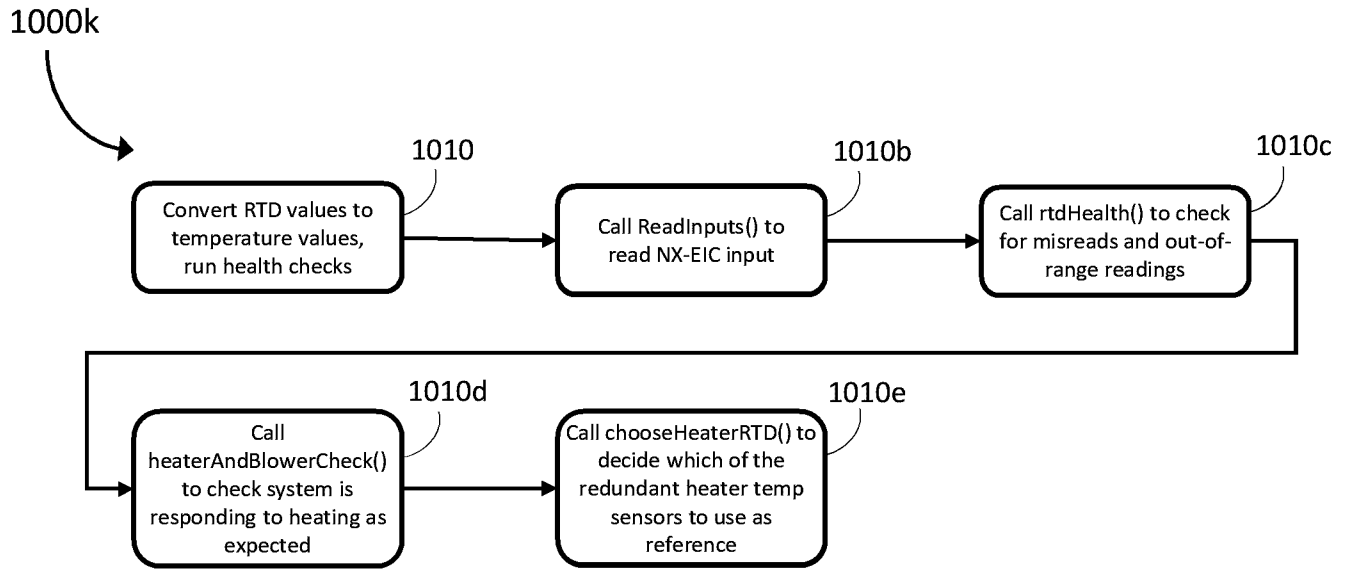 1000k
1010
Convert RTD values to
temperature values,
run health checks
1010b
Call ReadInputs() to
read NX-EIC input
1010c
Call rtdHealth() to check
for misreads and out-of-
range readings
1010d
Call
heaterAndBlowerCheck()
to check system is
responding to heating as
expected
1010e
Call chooseHeaterRTD() to
decide which of the
redundant heater temp
sensors to use as
reference